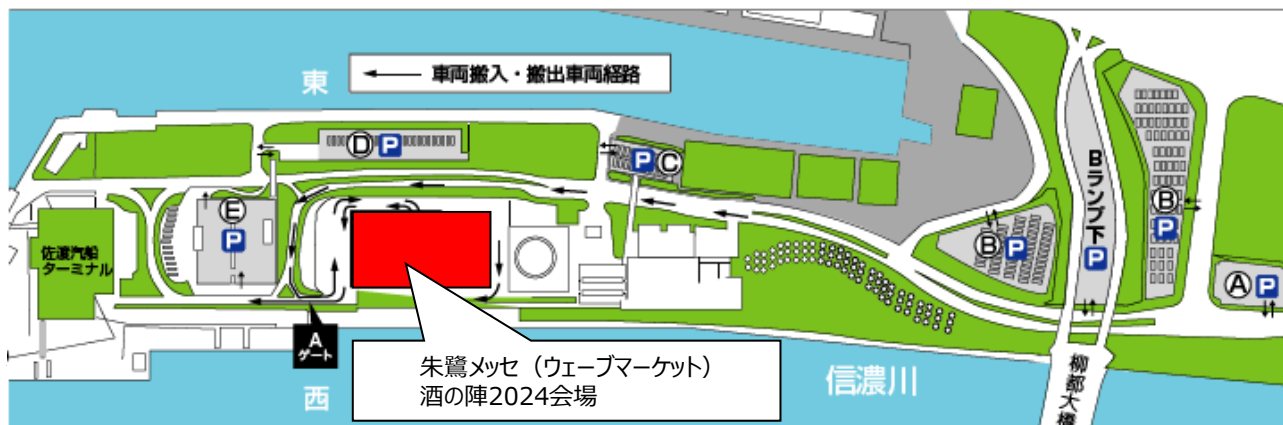 東
車両搬入・搬出車両経路
D P
P C
E
P
佐渡汽船
ターミナル
B P
Bランプ下
P
B
P
A P
A
ゲート
西
朱鷺メッセ（ウェーブマーケット）
酒の陣2024会場
信濃川
柳都大橋